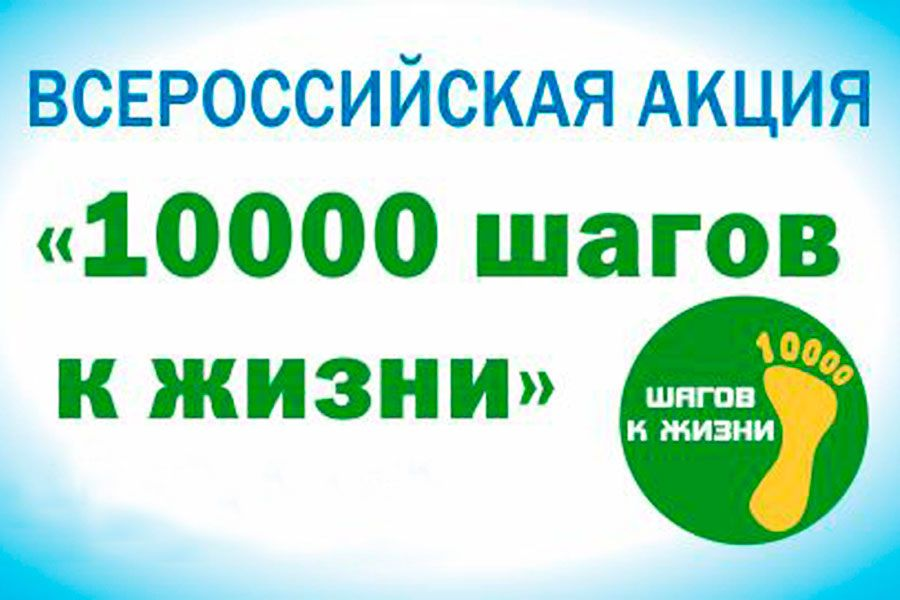 ВСЕРОССИЙСКАЯ АКЦИЯ
«10000 шагов
к жизни»
10000
ШАГОВ
К ЖИЗНИ